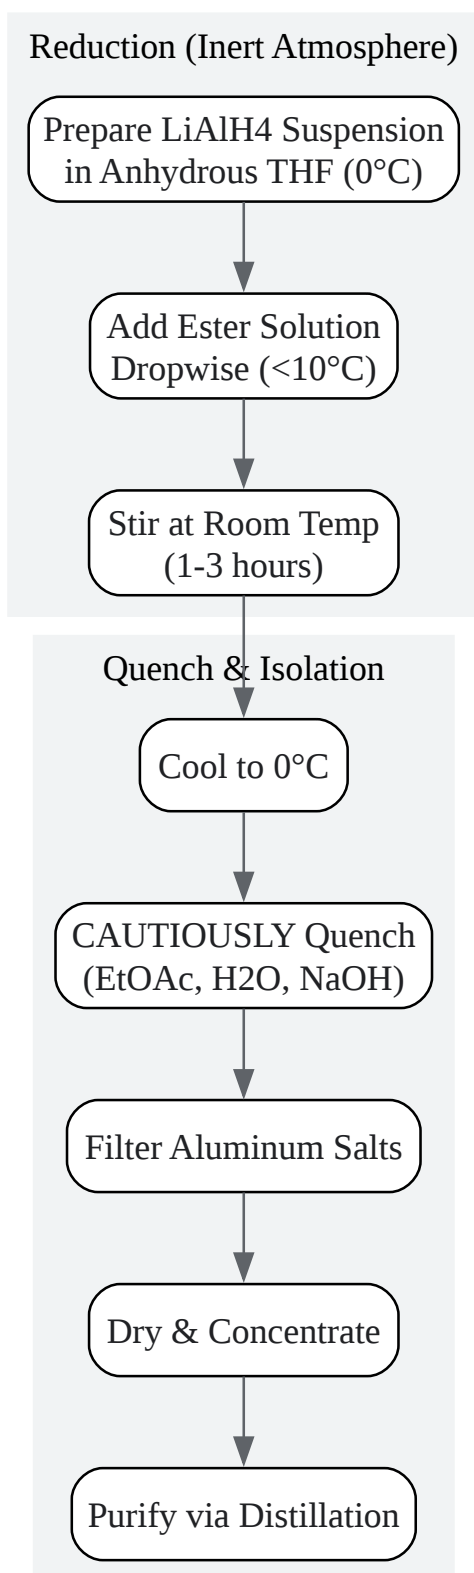 Reduction (Inert Atmosphere)
Prepare LiAlH4 Suspension
in Anhydrous THF (0°C)
Add Ester Solution
Dropwise (<10°C)
Stir at Room Temp
(1-3 hours)
Quench & Isolation
Cool to 0°C
CAUTIOUSLY Quench
(EtOAc, H2O, NaOH)
Filter Aluminum Salts
Dry & Concentrate
Purify via Distillation